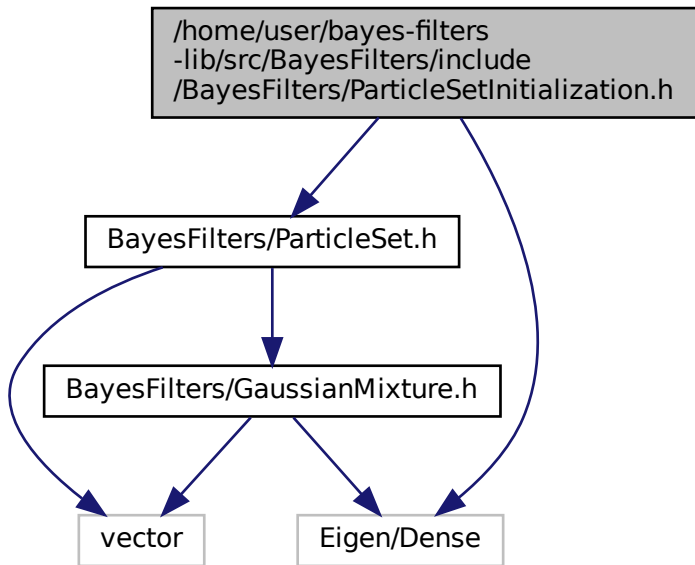 /home/user/bayes-filters
-lib/src/BayesFilters/include
/BayesFilters/ParticleSetInitialization.h
BayesFilters/ParticleSet.h
BayesFilters/GaussianMixture.h
vector
Eigen/Dense